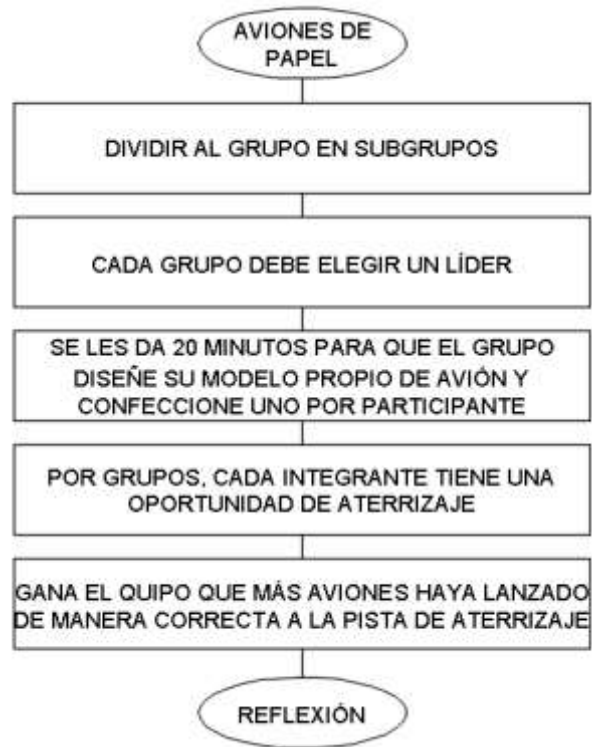 AVIONES DE
PAPEL
DIVIDIR AL GRUPO EN SUBGRUPOS
CADA GRUPO DEBE ELEGIR UN LÍDER
SE LES DA 20 MINUTOS PARA QUE EL GRUPO
DISEÑE SU MODELO PROPIO DE AVIÓN Y
CONFECCIONE UNO POR PARTICIPANTE
POR GRUPOS, CADA INTEGRANTE TIENE UNA
OPORTUNIDAD DE ATERRIZAJE
GANA EL QUIPO QUE MÁS AVIONES HAYA LANZADO
DE MANERA CORRECTA A LA PISTA DE ATERRIZAJE
REFLEXIÓN